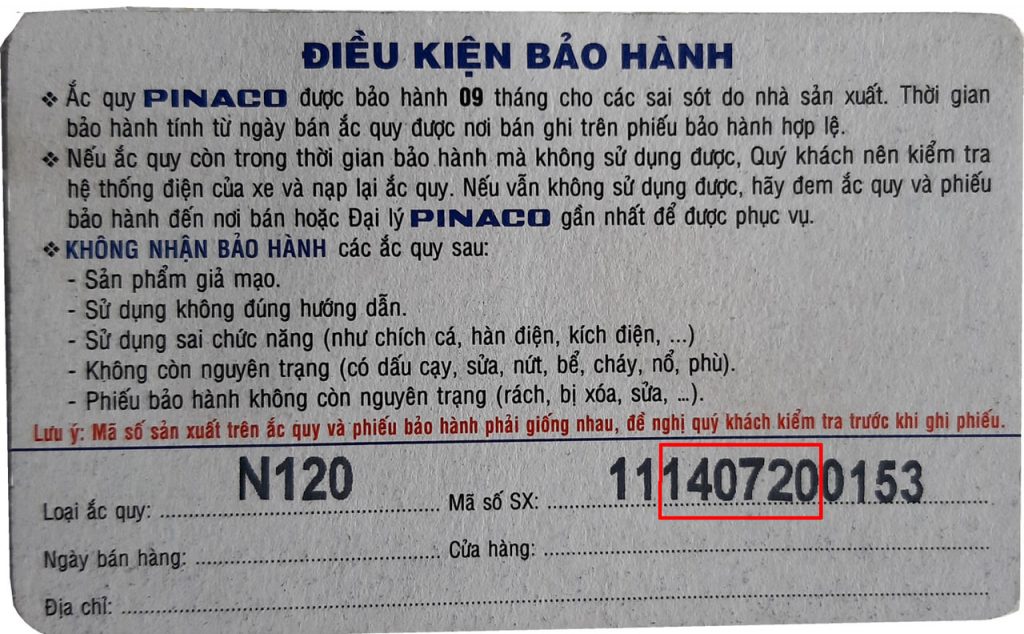 ĐIỀU KIỆN BẢO HÀNH
❖ Ắc quy PINACO được bảo hành 09 tháng cho các sai sót do nhà sản xuất. Thời gian
bảo hành tính từ ngày bán ắc quy được nơi bán ghi trên phiếu bảo hành hợp lệ.
❖ Nếu ắc quy còn trong thời gian bảo hành mà không sử dụng được, Quý khách nên kiểm tra
hệ thống điện của xe và nạp lại ắc quy. Nếu vẫn không sử dụng được, hãy đem ắc quy và phiếu
bảo hành đến nơi bán hoặc Đại lý PINACO gần nhất để được phục vụ.
❖ KHÔNG NHẬN BẢO HÀNH các ắc quy sau:
- Sản phẩm giả mạo.
- Sử dụng không đúng hướng dẫn.
- Sử dụng sai chức năng (như chích cá, hàn điện, kích điện, ...)
- Không còn nguyên trạng (có dấu cạy, sửa, nứt, bể, cháy, nổ, phù).
- Phiếu bảo hành không còn nguyên trạng (rách, bị xóa, sửa, ...).
Lưu ý: Mã số sản xuất trên ắc quy và phiếu bảo hành phải giống nhau, đề nghị quý khách kiểm tra trước khi ghi phiếu.
Loại ắc quy: N120 Mã số SX: 111407200153
Ngày bán hàng: Cửa hàng:
Địa chỉ: